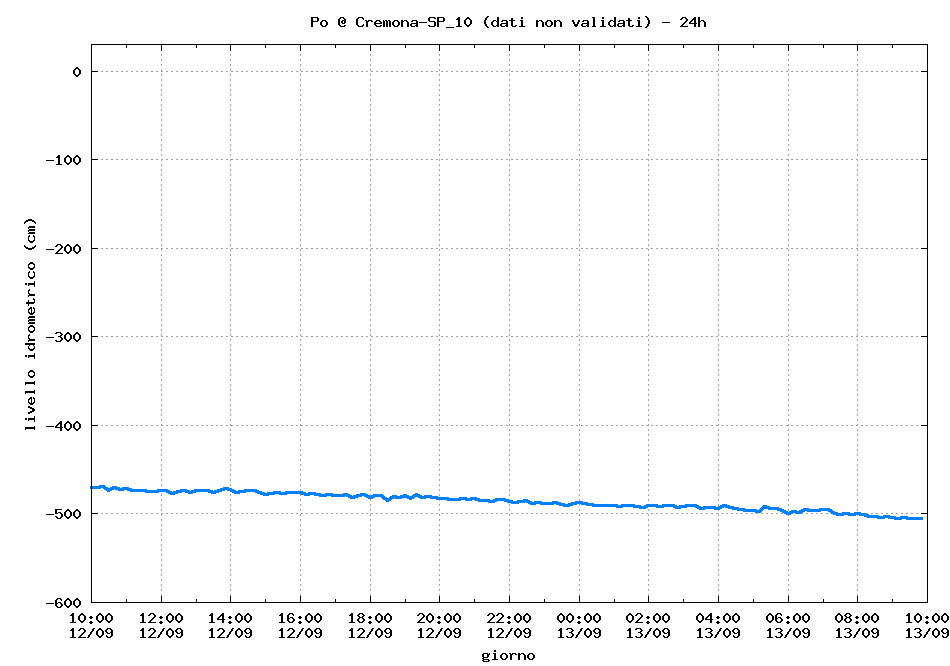 Po @ Cremona-SP_10 (dati non validati) - 24h
livello idrometrico (cm)
0
-100
-200
-300
-400
-500
-600
10:00 12:00 14:00 16:00 18:00 20:00 22:00 00:00 02:00 04:00 06:00 08:00 10:00
12/09 12/09 12/09 12/09 12/09 12/09 12/09 13/09 13/09 13/09 13/09 13/09 13/09
giorno